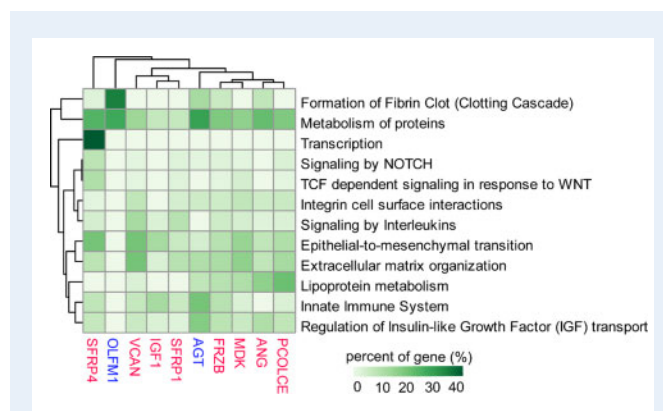 Formation of Fibrin Clot (Clotting Cascade)
Metabolism of proteins
Transcription
Signaling by NOTCH
TCF dependent signaling in response to WNT
Integrin cell surface interactions
Signaling by Interleukins
Epithelial-to-mesenchymal transition
Extracellular matrix organization
Lipoprotein metabolism
Innate Immune System
Regulation of Insulin-like Growth Factor (IGF) transport
SFRP4
OLFM1
VCAN
IGF1
SFRP1
AGT
FRZB
MDK
ANG
PCOLCE
percent of gene (%)
0 10 20 30 40